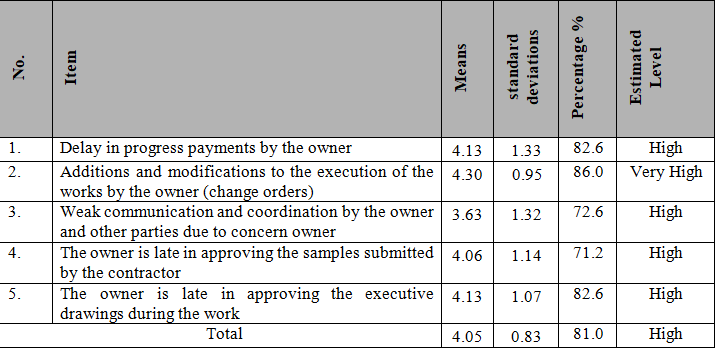 No. Item Means standard deviations Percentage % Estimated Level
1. Delay in progress payments by the owner 4.13 1.33 82.6 High
2. Additions and modifications to the execution of the works by the owner (change orders) 4.30 0.95 86.0 Very High
3. Weak communication and coordination by the owner and other parties due to concern owner 3.63 1.32 72.6 High
4. The owner is late in approving the samples submitted by the contractor 4.06 1.14 71.2 High
5. The owner is late in approving the executive drawings during the work 4.13 1.07 82.6 High
Total 4.05 0.83 81.0 High